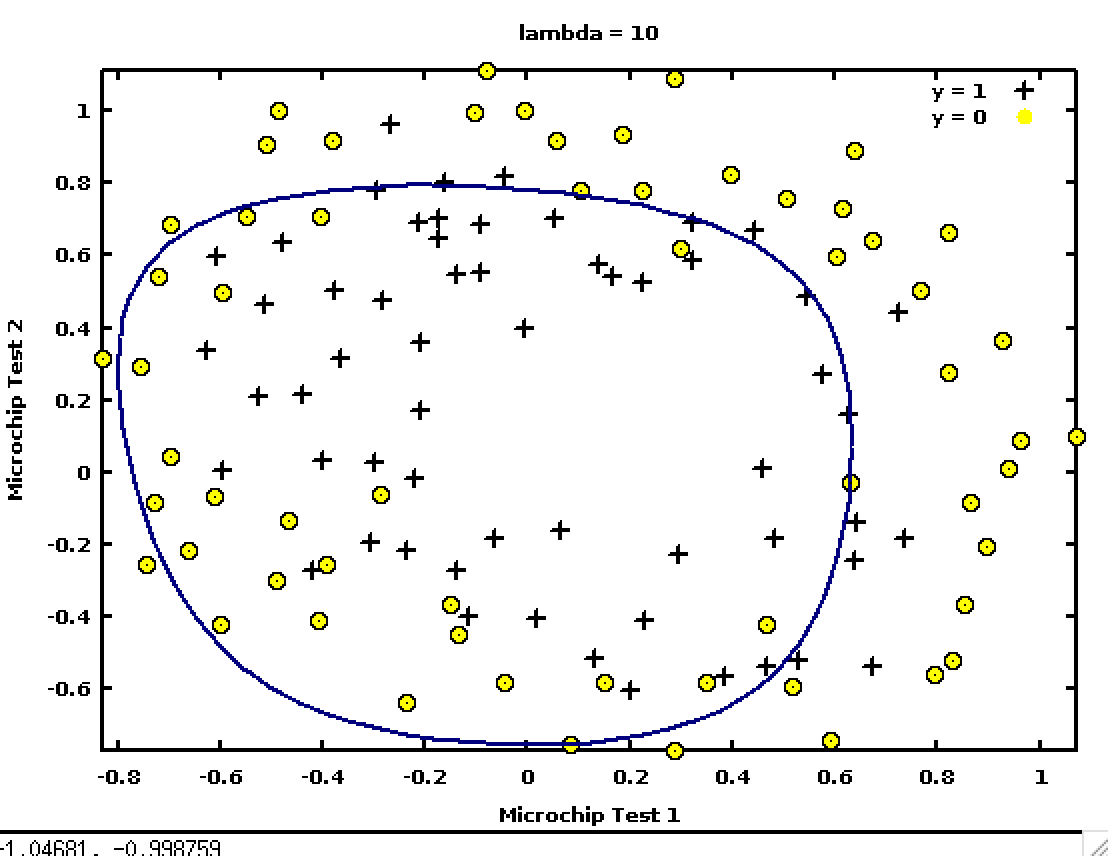 lambda = 10
y = 1
y = 0
1
0.8
0.6
0.4
0.2
0
-0.2
-0.4
-0.6
Microchip Test 2
-0.8 -0.6 -0.4 -0.2 0 0.2 0.4 0.6 0.8 1
Microchip Test 1
-1.04681, -0.998759